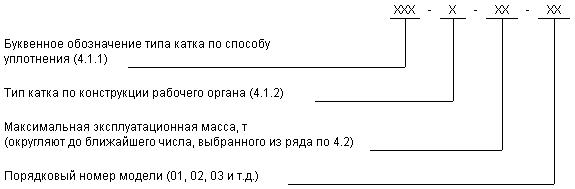 XXX - X - XX - XX
Буквенное обозначение типа катка по способу
уплотнения (4.1.1)
Тип катка по конструкции рабочего органа (4.1.2)
Максимальная эксплуатационная масса, т
(округляют до ближайшего числа, выбранного из ряда по 4.2)
Порядковый номер модели (01, 02, 03 и т.д.)